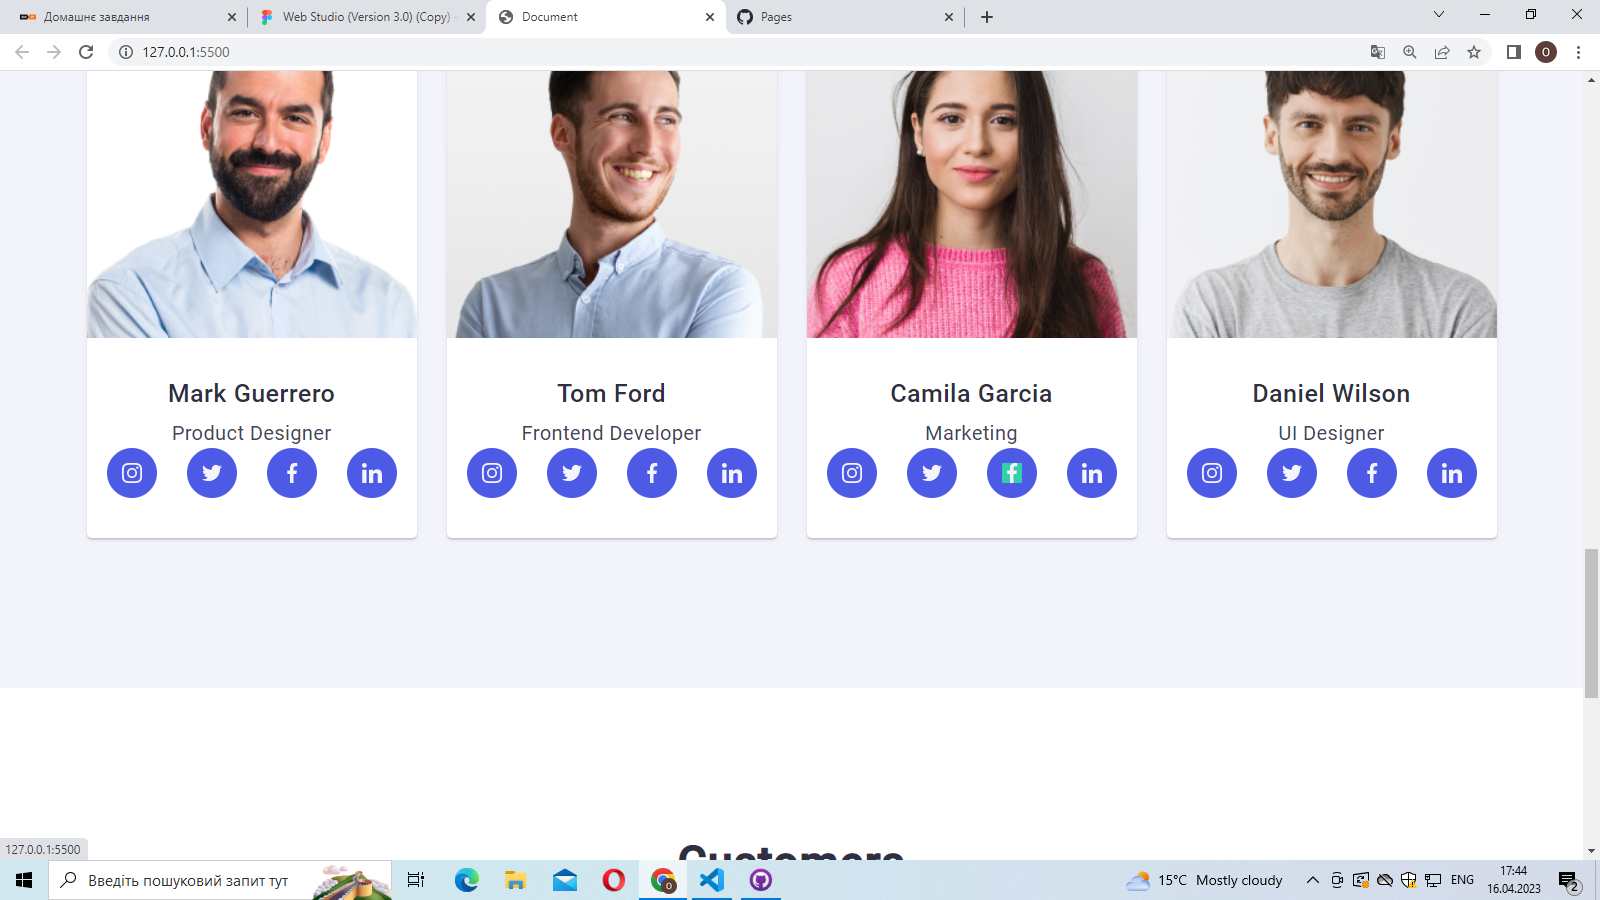 Домашнє завдання
Web Studio (Version 3.0) (Copy) –
Document
Pages
127.0.0.1:5500
O
Mark Guerrero
Tom Ford
Camila Garcia
Daniel Wilson
Product Designer
Frontend Developer
Marketing
UI Designer
127.0.0.1:5500
Customers
Введіть пошуковий запит тут
15°C Mostly cloudy
ENG
17:44
16.04.2023
2